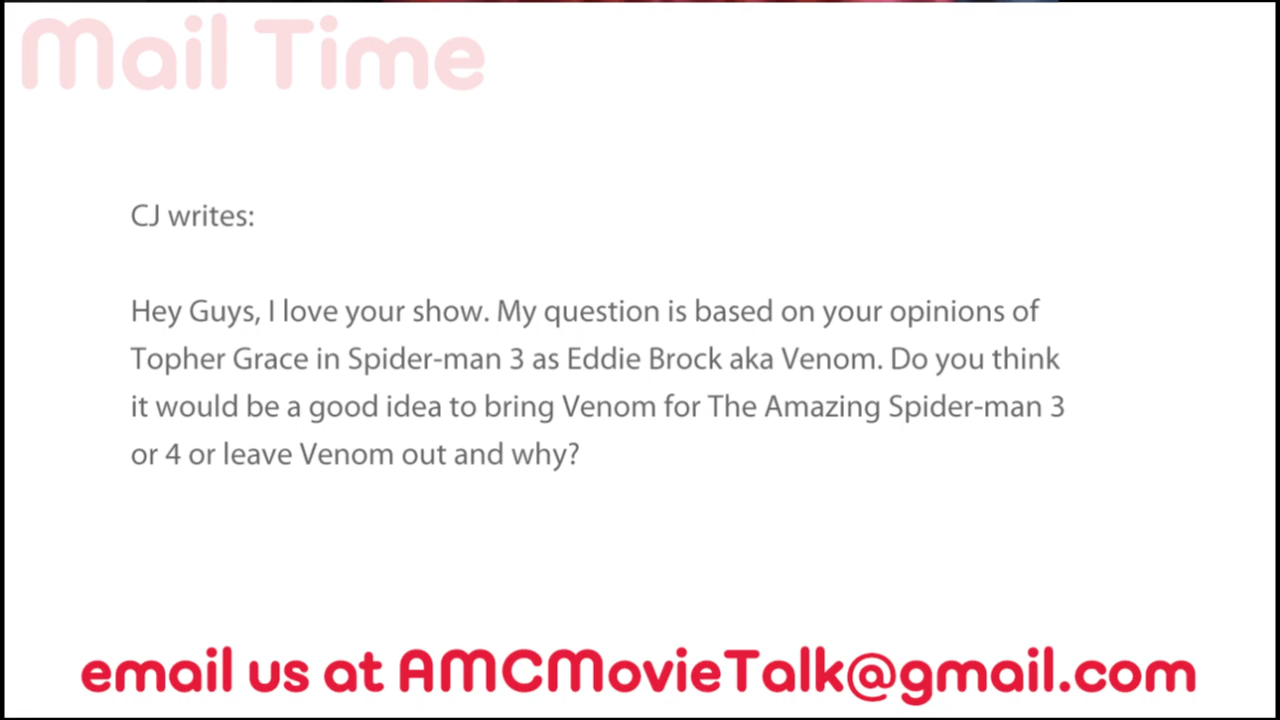 Mail Time
CJ writes:
Hey Guys, I love your show. My question is based on your opinions of
Topher Grace in Spider-man 3 as Eddie Brock aka Venom. Do you think
it would be a good idea to bring Venom for The Amazing Spider-man 3
or 4 or leave Venom out and why?
email us at AMCMovieTalk@gmail.com